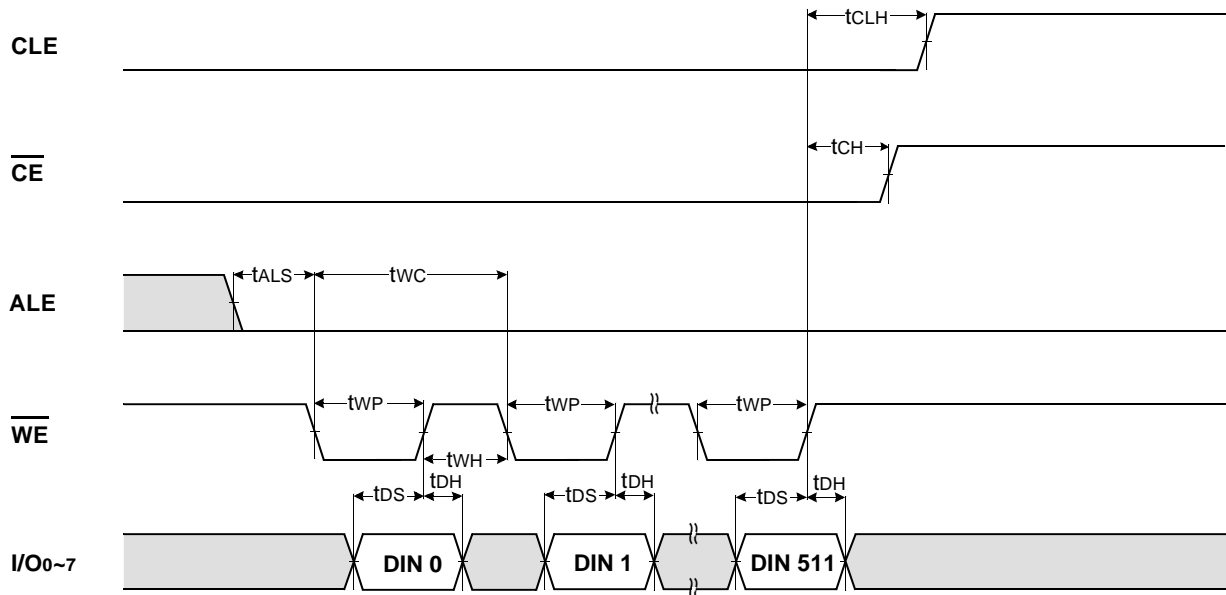 CLE
tCLH
CE
tCH
ALE
tALS
tWC
WE
tWP
tWP
tWP
tWH
tDS
tDH
tDS
tDH
tDS
tDH
I/O0~7
DIN 0
DIN 1
DIN 511